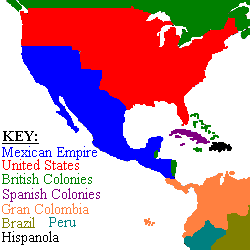 KEY:
Mexican Empire
United States
British Colonies
Spanish Colonies
Gran Colombia
Brazil Peru
Hispanola